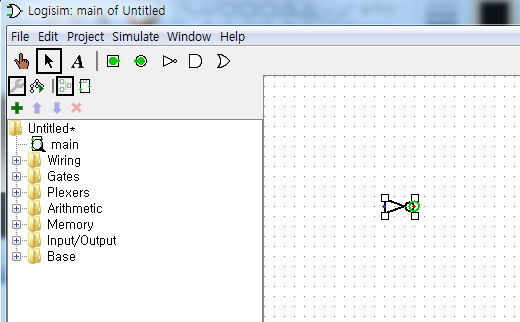 Logisim: main of Untitled
File Edit Project Simulate Window Help
A
Untitled*
main
Wiring
Gates
Plexers
Arithmetic
Memory
Input/Output
Base